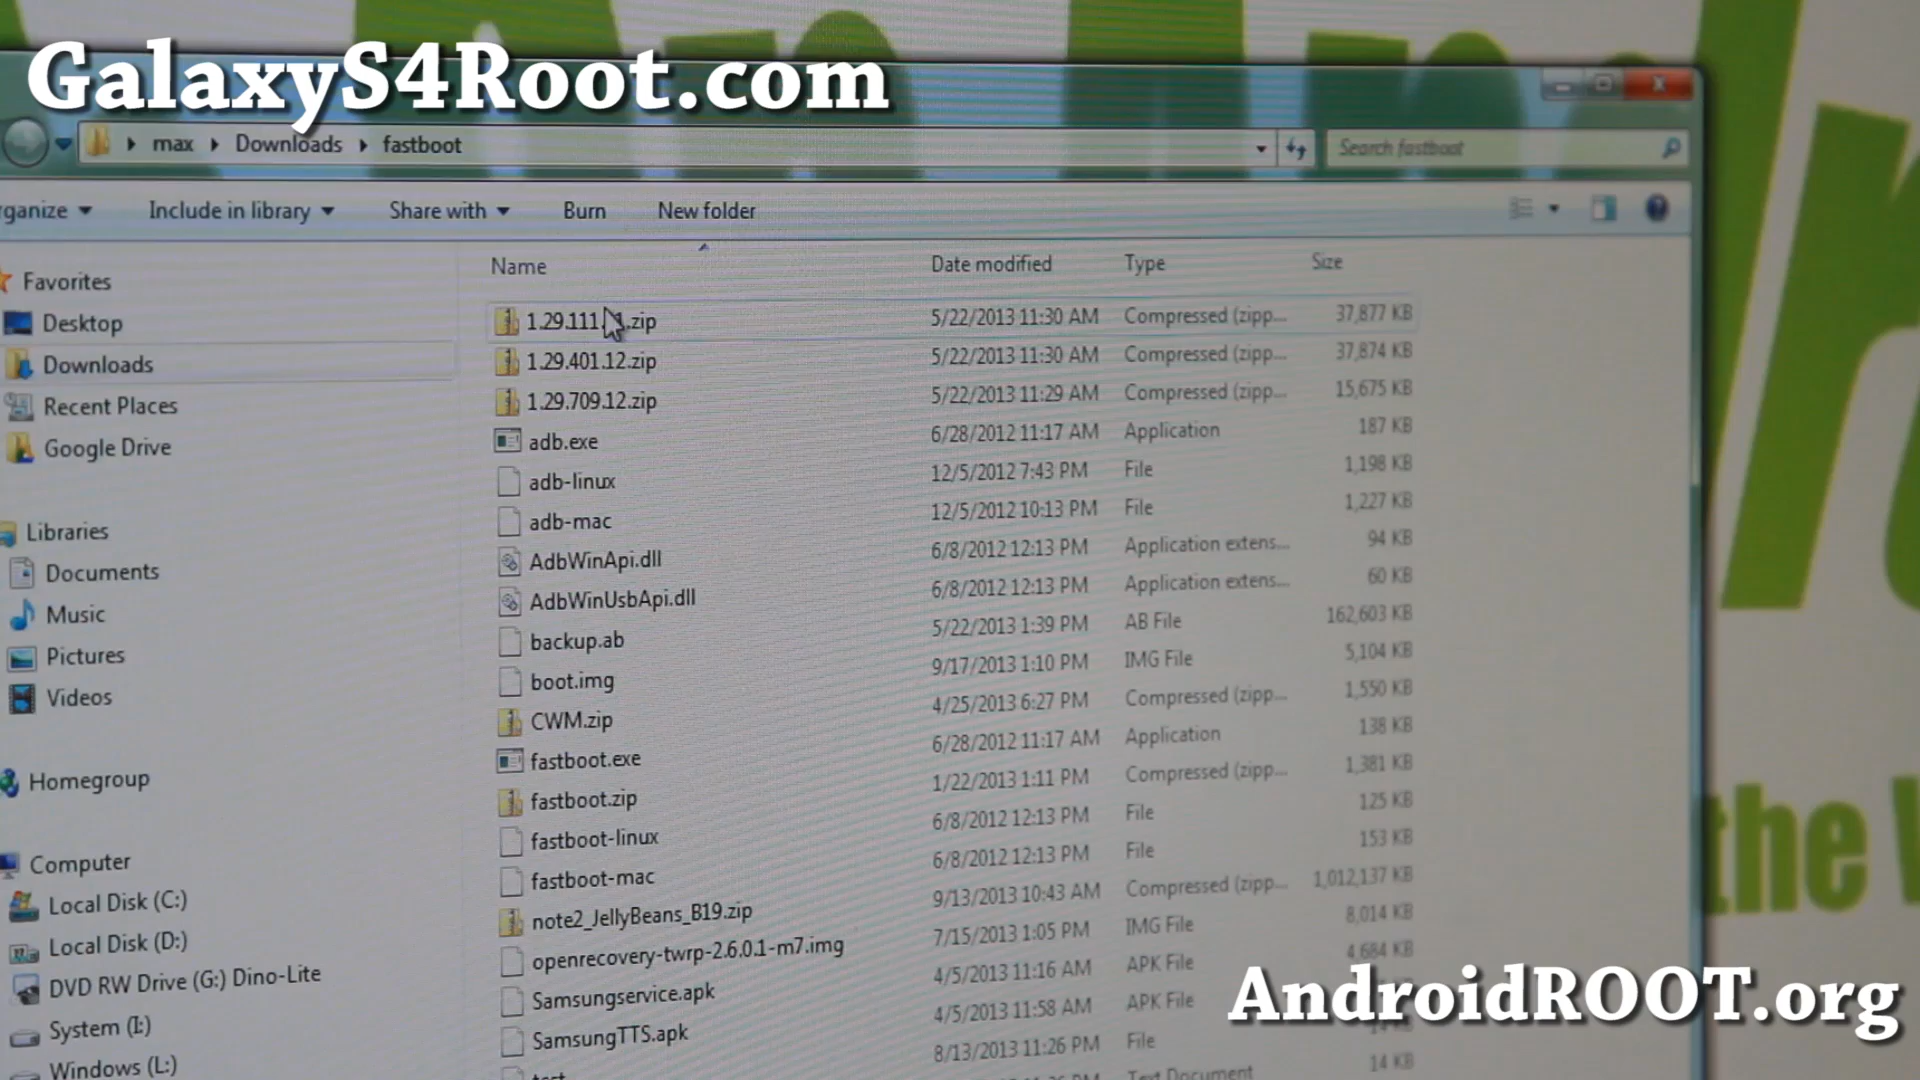 GalaxyS4Root.com
max Downloads fastboot
Search fastboot
Include in library Share with Burn New folder
Name Date modified Type Size
Favorites
Desktop
Downloads
Recent Places
Google Drive
Libraries
Documents
Music
Pictures
Videos
Homegroup
Computer
Local Disk (C:)
Local Disk (D:)
DVD RW Drive (G:) Dino-Lite
System (I:)
Windows (L:)
5/22/2013 11:30 AM Compressed (zipp... 37,877 KB
1.29.401.12.zip 5/22/2013 11:30 AM Compressed (zipp... 37,874 KB
1.29.709.12.zip 5/22/2013 11:29 AM Compressed (zipp... 15,675 KB
adb.exe 6/28/2012 11:17 AM Application 187 KB
adb-linux 12/5/2012 7:43 PM File 1,198 KB
adb-mac 12/5/2012 10:13 PM File 1,227 KB
AdbWinApi.dll 6/8/2012 12:13 PM Application extens... 94 KB
AdbWinUsbApi.dll 6/8/2012 12:13 PM Application extens... 60 KB
backup.ab 5/22/2013 1:39 PM AB File 162,603 KB
boot.img 9/17/2013 1:10 PM IMG File 5,104 KB
CWM.zip 4/25/2013 6:27 PM Compressed (zipp... 1,550 KB
fastboot.exe 6/28/2012 11:17 AM Application 138 KB
fastboot.zip 1/22/2013 1:11 PM Compressed (zipp... 1,381 KB
fastboot-linux 6/8/2012 12:13 PM File 125 KB
fastboot-mac 6/8/2012 12:13 PM File 153 KB
note2_JellyBeans_B19.zip 9/13/2013 10:43 AM Compressed (zipp... 1,012,137 KB
openrecovery-twrp-2.6.0.1-m7.img 7/15/2013 1:05 PM IMG File 8,014 KB
Samsungservice.apk 4/5/2013 11:16 AM APK File 4,684 KB
SamsungTTS.apk 4/5/2013 11:58 AM APK File
8/13/2013 11:26 PM File
Text Document 14 KB
the
AndroidROOT.org